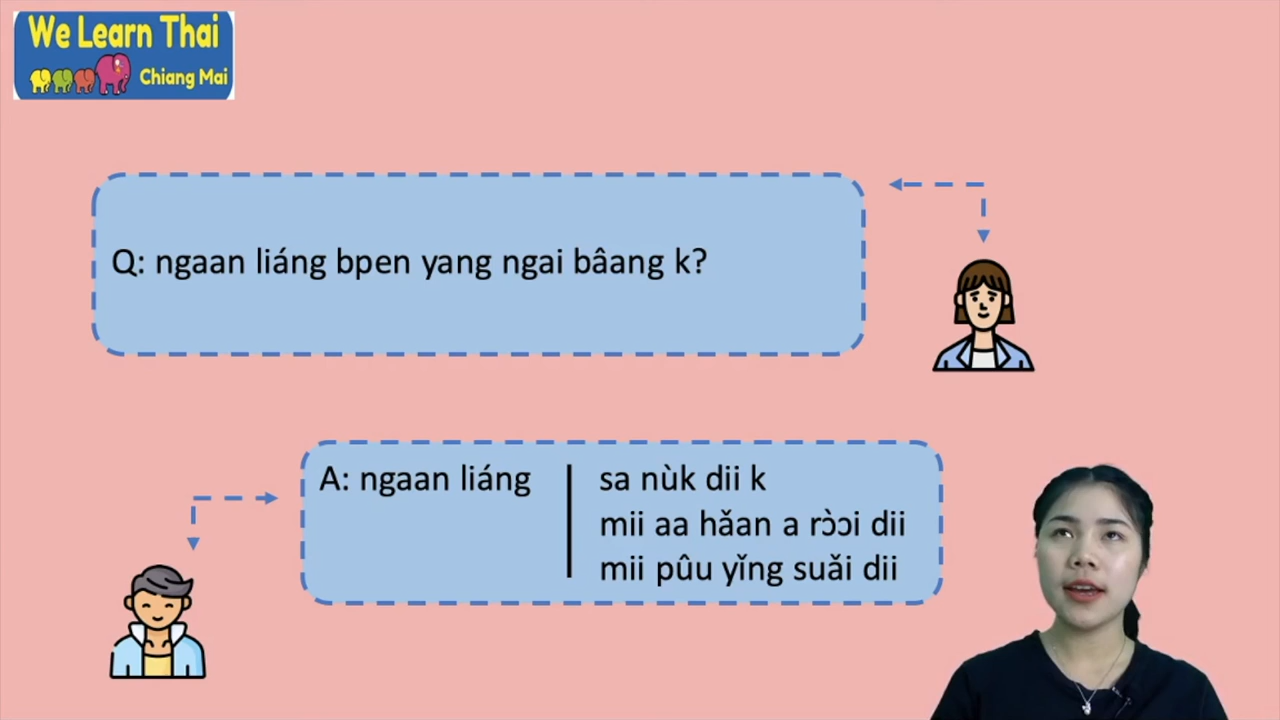 We Learn Thai
Chiang Mai
Q: ngaan liáng bpen yang ngai bâang k?
A: ngaan liáng
sa nùk dii k
mii aa hǎan a rɔ̀ɔi dii
mii pûu yǐng suǎi dii